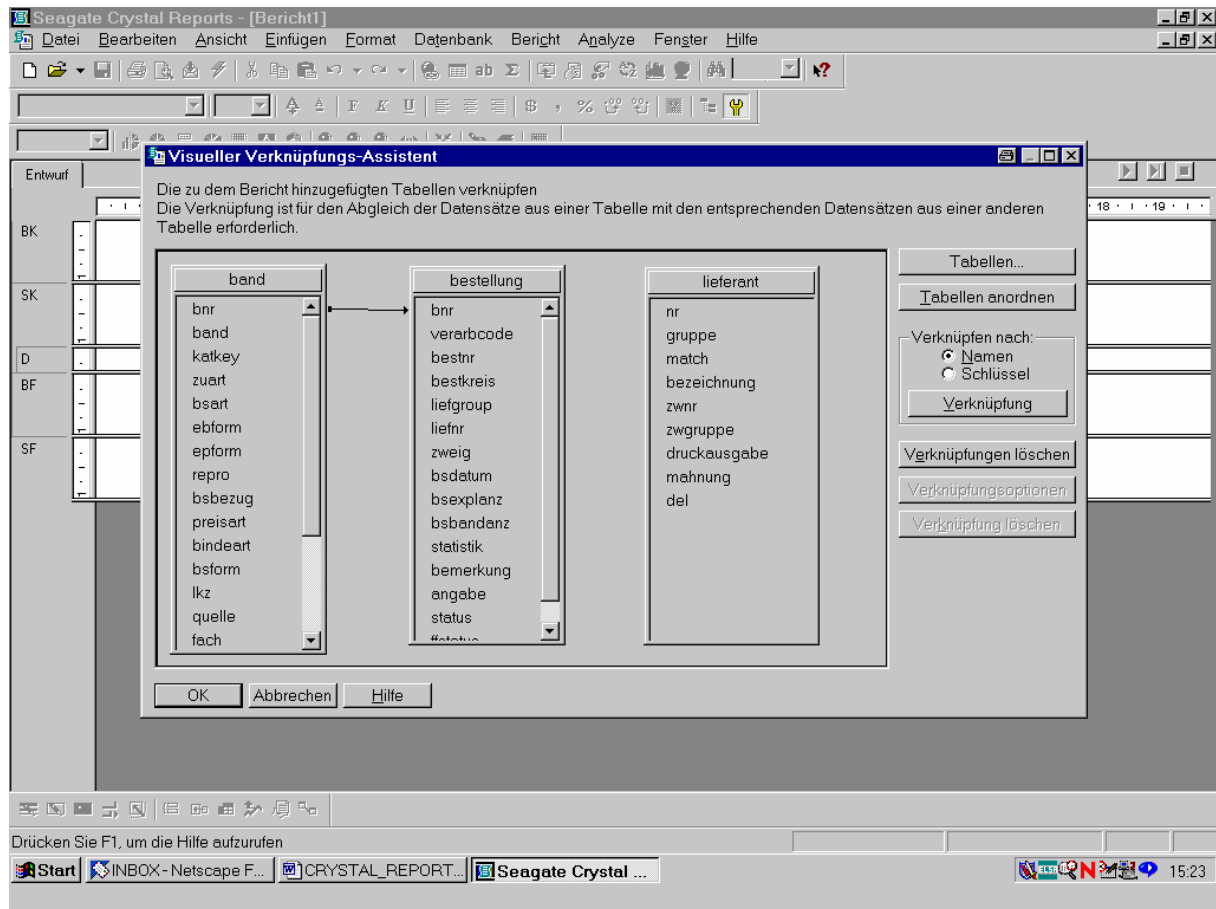 Seagate Crystal Reports - [Bericht1]
Datei Bearbeiten Ansicht Einfügen Format Datenbank Bericht Analyze Fenster Hilfe
ab Σ
F K U $ , %
Entwurf
18 19
BK
SK
D
BF
SF
Visueller Verknüpfungs-Assistent
Die zu dem Bericht hinzugefügten Tabellen verknüpfen
Die Verknüpfung ist für den Abgleich der Datensätze aus einer Tabelle mit den entsprechenden Datensätzen aus einer anderen
Tabelle erforderlich.
band
bnr
band
katkey
zuart
bsart
ebform
epform
repro
bsbezug
preisart
bindeart
bsform
lkz
quelle
fach
bestellung
bnr
verarbcode
bestnr
bestkreis
liefgroup
liefnr
zweig
bsdatum
bsexplanz
bsbandanz
statistik
bemerkung
angabe
status
lieferant
nr
gruppe
match
bezeichnung
zwnr
zwgruppe
druckausgabe
mahnung
del
Tabellen...
Tabellen anordnen
Verknüpfen nach:
Namen
Schlüssel
Verknüpfung
Verknüpfungen löschen
Verknüpfungsoptionen
Verknüpfung löschen
OK Abbrechen Hilfe
Drücken Sie F1, um die Hilfe aufzurufen
Start INBOX - Netscape F... CRYSTAL_REPORT... Seagate Crystal ... 15:23